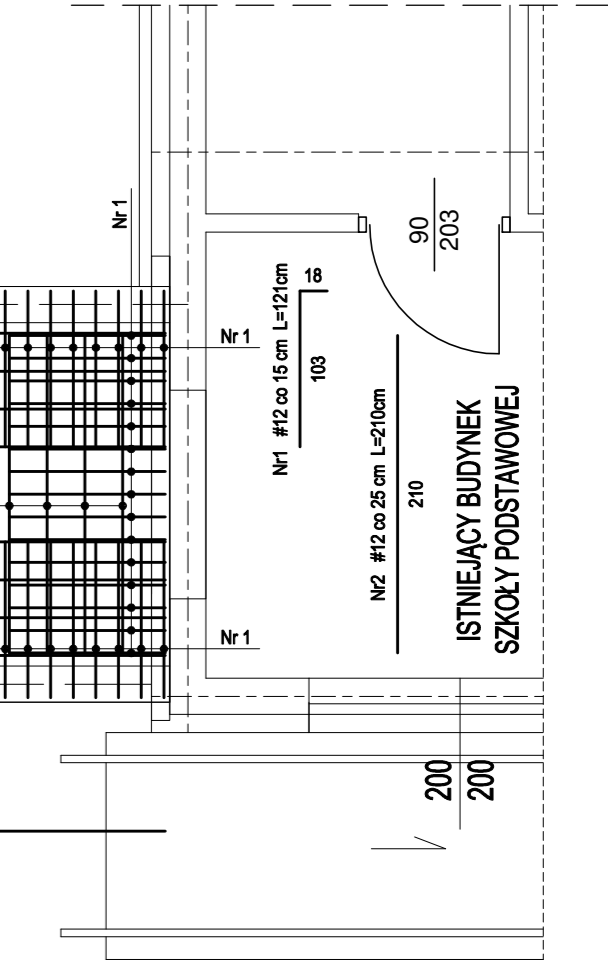 Nr 1
Nr 1
Nr 1
Nr1 #12 co 15 cm L=121cm
18
103
Nr2 #12 co 25 cm L=210cm
210
90
203
ISTNIEJĄCY BUDYNEK
SZKOŁY PODSTAWOWEJ
200
200